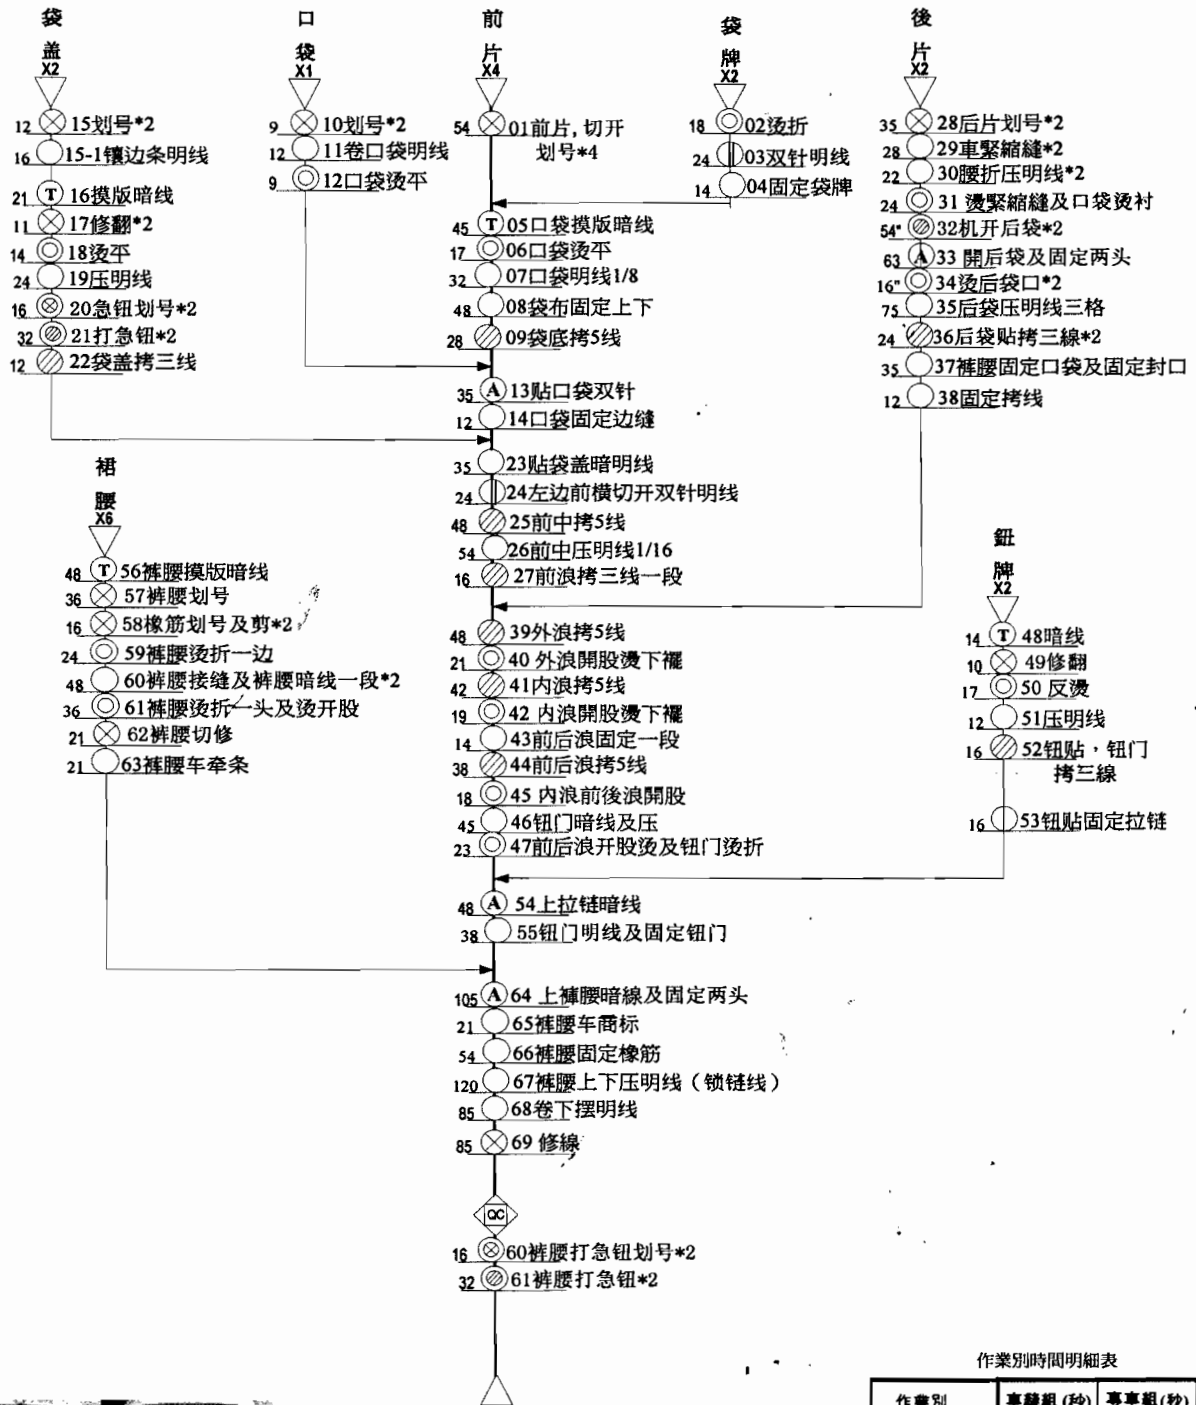 袋盖
X2
12 15划号*2
16 15-1镶边条明线
21 T 16摸版暗线
11 17修翻*2
14 18烫平
24 19压明线
16 20急钮划号*2
32 21打急钮*2
12 22袋盖拷三线
口袋
X1
9 10划号*2
12 11卷口袋明线
9 12口袋烫平
前片
X4
54 01前片,切开
划号*4
袋牌
X2
18 02烫折
24 03双针明线
14 04固定袋牌
45 T 05口袋摸版暗线
17 06口袋烫平
32 07口袋明线1/8
48 08袋布固定上下
28 09袋底拷5线
35 A 13贴口袋双针
12 14口袋固定边缝
35 23贴袋盖暗明线
24 24左边前横切开双针明线
48 25前中拷5线
54 26前中压明线1/16
16 27前浪拷三线一段
後片
X2
35 28后片划号*2
28 29車緊縮縫*2
22 30腰折压明线*2
24 31 燙緊縮縫及口袋烫衬
54" 32机开后袋*2
63 A 33 開后袋及固定两头
16" 34烫后袋口*2
75 35后袋压明线三格
24 36后袋贴拷三線*2
35 37裤腰固定口袋及固定封口
12 38固定拷线
48 39外浪拷5线
21 40 外浪開股燙下襬
42 41内浪拷5线
19 42 内浪開股燙下襬
14 43前后浪固定一段
38 44前后浪拷5线
18 45 内浪前後浪開股
45 46钮门暗线及压
23 47前后浪开股烫及钮门烫折
鈕牌
X2
14 T 48暗线
10 49修翻
17 50 反燙
12 51压明线
16 52钮贴，钮门
拷三線
16 53钮贴固定拉链
48 A 54上拉链暗线
38 55钮门明线及固定钮门
裙腰
X6
48 T 56裤腰摸版暗线
36 57裤腰划号
16 58橡筋划号及剪*2
24 59裤腰烫折一边
48 60裤腰接缝及裤腰暗线一段*2
36 61裤腰烫折一头及烫开股
21 62裤腰切修
21 63裤腰车牵条
105 A 64 上褲腰暗線及固定两头
21 65裤腰车商标
54 66裤腰固定橡筋
120 67裤腰上下压明线（锁链线）
85 68卷下摆明线
85 69 修線
QC
16 60裤腰打急钮划号*2
32 61裤腰打急钮*2
作業別時間明細表
作業別 車縫組(秒) 專車組(秒)